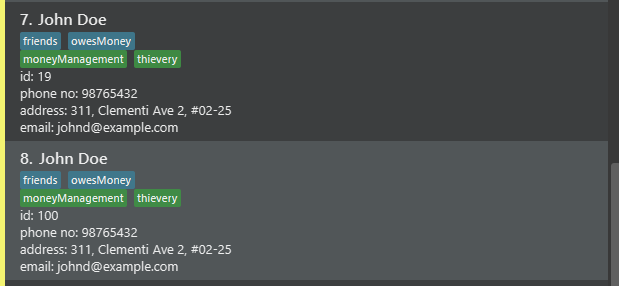 7. John Doe
friends owesMoney
moneyManagement thievery
id: 19
phone no: 98765432
address: 311, Clementi Ave 2, #02-25
email: johnd@example.com
8. John Doe
friends owesMoney
moneyManagement thievery
id: 100
phone no: 98765432
address: 311, Clementi Ave 2, #02-25
email: johnd@example.com